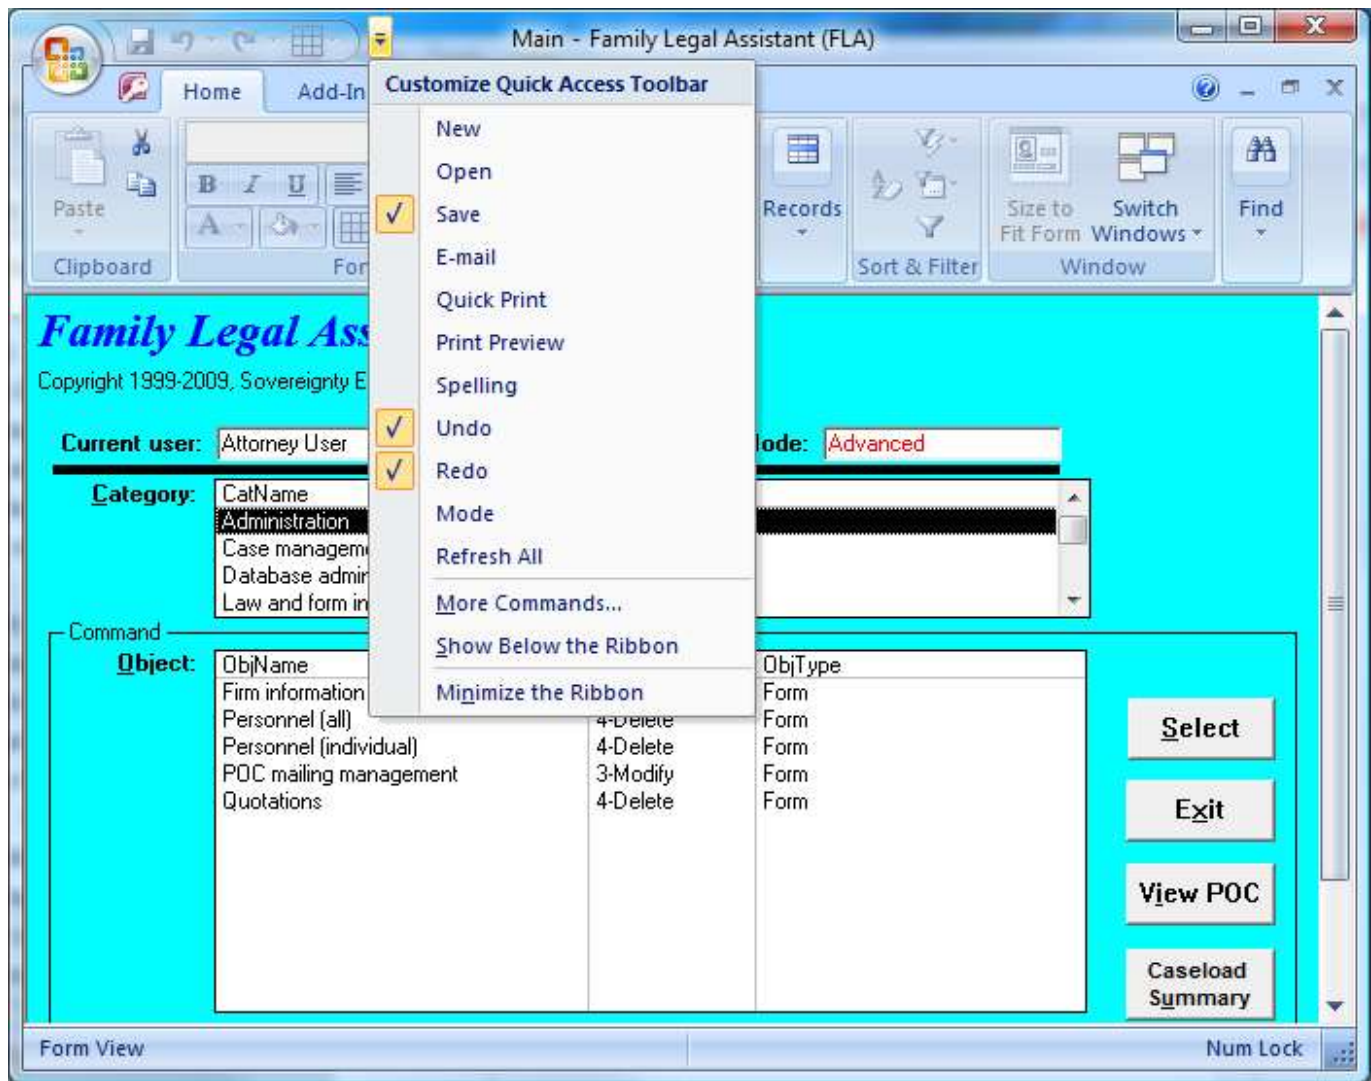 Main - Family Legal Assistant (FLA)
Home Add-In
Customize Quick Access Toolbar
New
Open
Save
E-mail
Quick Print
Print Preview
Spelling
Undo
Redo
Mode
Refresh All
More Commands...
Show Below the Ribbon
Minimize the Ribbon
Paste
Clipboard
B I U
A
For
Records
Sort & Filter
Size to Fit Form
Switch Windows
Window
Find
Family Legal Ass
Copyright 1999-2009, Sovereignty E
Current user: Attorney User
lode: Advanced
Category:
CatName
Administration
Case managem
Database admir
Law and form in
Command
Object:
ObjName ObjType
Firm information Form
Personnel (all) 4-Delete Form
Personnel (individual) 4-Delete Form
POC mailing management 3-Modify Form
Quotations 4-Delete Form
Select
Exit
View POC
Caseload
Summary
Form View Num Lock